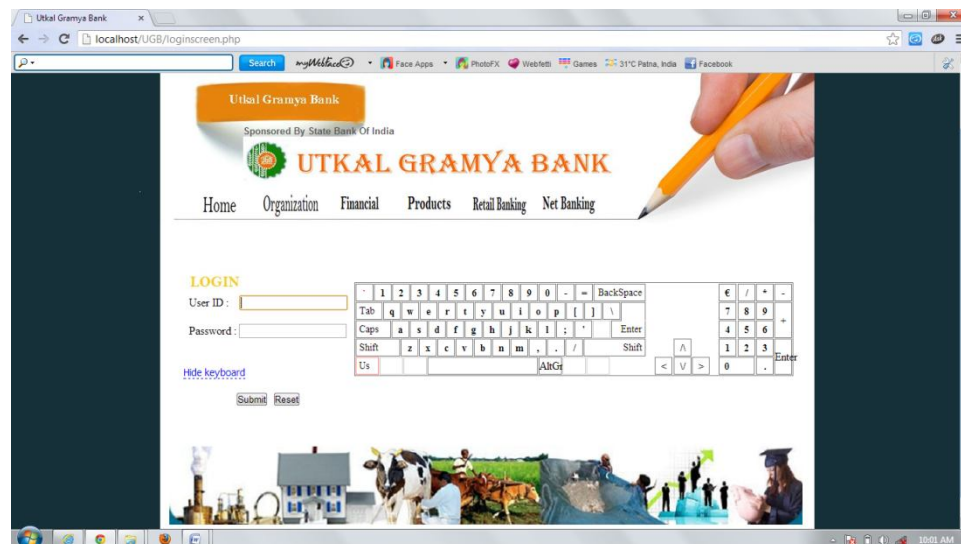 Utkal Gramya Bank ×
localhost/UGB/loginscreen.php
Search myWebface Face Apps PhotoFX Webfetti Games 31°C Patna, India Facebook
Utkal Gramya Bank
Sponsored By State Bank Of India
UTKAL GRAMYA BANK
Home Organization Financial Products Retail Banking Net Banking
LOGIN
User ID :
Password :
Hide keyboard
Submit Reset
` 1 2 3 4 5 6 7 8 9 0 - = BackSpace
Tab q w e r t y u i o p [ ] \
Caps a s d f g h j k l ; ' Enter
Shift z x c v b n m , . / Shift
Us AltGr
/\
< \/ >
€ / * -
7 8 9 +
4 5 6
1 2 3 Enter
0 .
10:01 AM